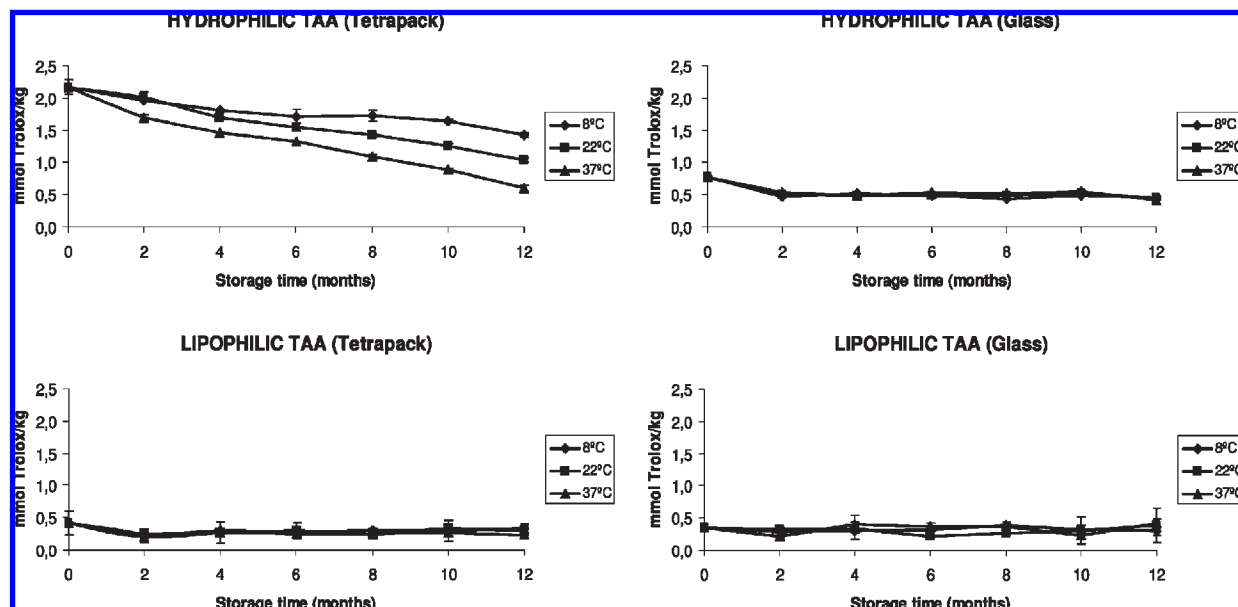 HYDROPHILIC TAA (Tetrapack)
mmol Trolox/kg
2,5
2,0
1,5
1,0
0,5
0,0
0 2 4 6 8 10 12
Storage time (months)
8ºC
22ºC
37ºC
HYDROPHILIC TAA (Glass)
mmol Trolox/kg
2,5
2,0
1,5
1,0
0,5
0,0
0 2 4 6 8 10 12
Storage time (months)
8ºC
22ºC
37ºC
LIPOPHILIC TAA (Tetrapack)
mmol Trolox/kg
2,5
2,0
1,5
1,0
0,5
0,0
0 2 4 6 8 10 12
Storage time (months)
8ºC
22ºC
37ºC
LIPOPHILIC TAA (Glass)
mmol Trolox/kg
2,5
2,0
1,5
1,0
0,5
0,0
0 2 4 6 8 10 12
Storage time (months)
8ºC
22ºC
37ºC